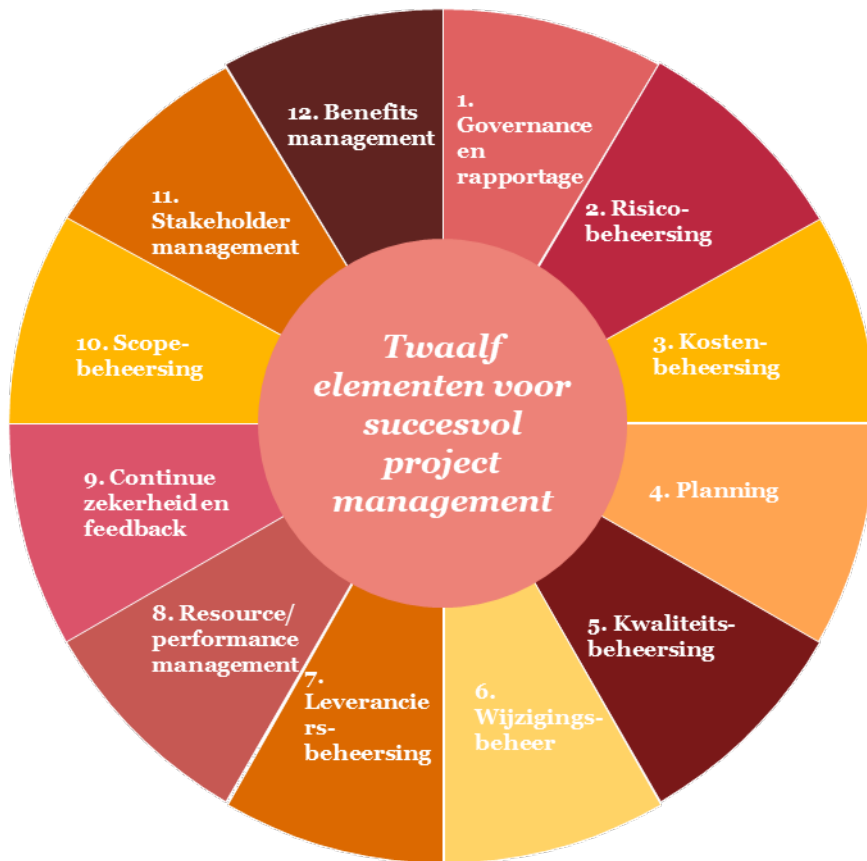 Twaalf
elementen voor
succesvol
project
management
1.
Governance
en
rapportage
2. Risico-
beheersing
3. Kosten-
beheersing
4. Planning
5. Kwaliteits-
beheersing
6.
Wijzigings-
beheer
7.
Leverancie
rs-
beheersing
8. Resource/
performance
management
9. Continue
zekerheid en
feedback
10. Scope-
beheersing
11.
Stakeholder
management
12. Benefits
management